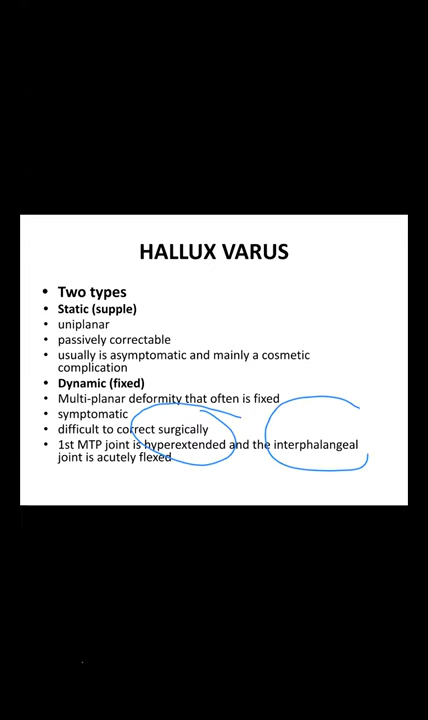 HALLUX VARUS
• Two types
• Static (supple)
• uniplanar
• passively correctable
• usually is asymptomatic and mainly a cosmetic
complication
• Dynamic (fixed)
• Multi-planar deformity that often is fixed
• symptomatic
• difficult to correct surgically
• 1st MTP joint is hyperextended and the interphalangeal
joint is acutely flexed